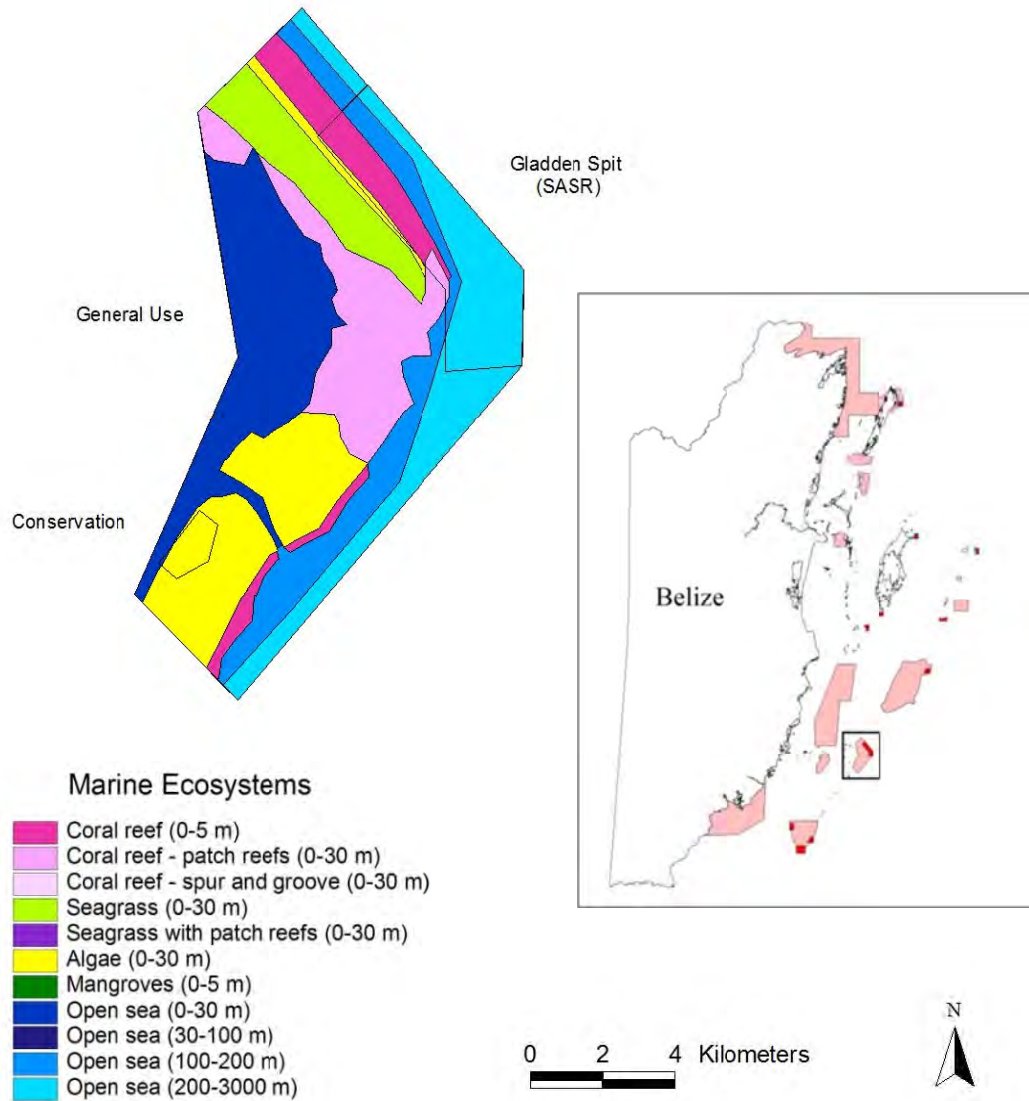 Gladden Spit
(SASR)
General Use
Conservation
Belize
Marine Ecosystems
Coral reef (0-5 m)
Coral reef - patch reefs (0-30 m)
Coral reef - spur and groove (0-30 m)
Seagrass (0-30 m)
Seagrass with patch reefs (0-30 m)
Algae (0-30 m)
Mangroves (0-5 m)
Open sea (0-30 m)
Open sea (30-100 m)
Open sea (100-200 m)
Open sea (200-3000 m)
0 2 4 Kilometers
N